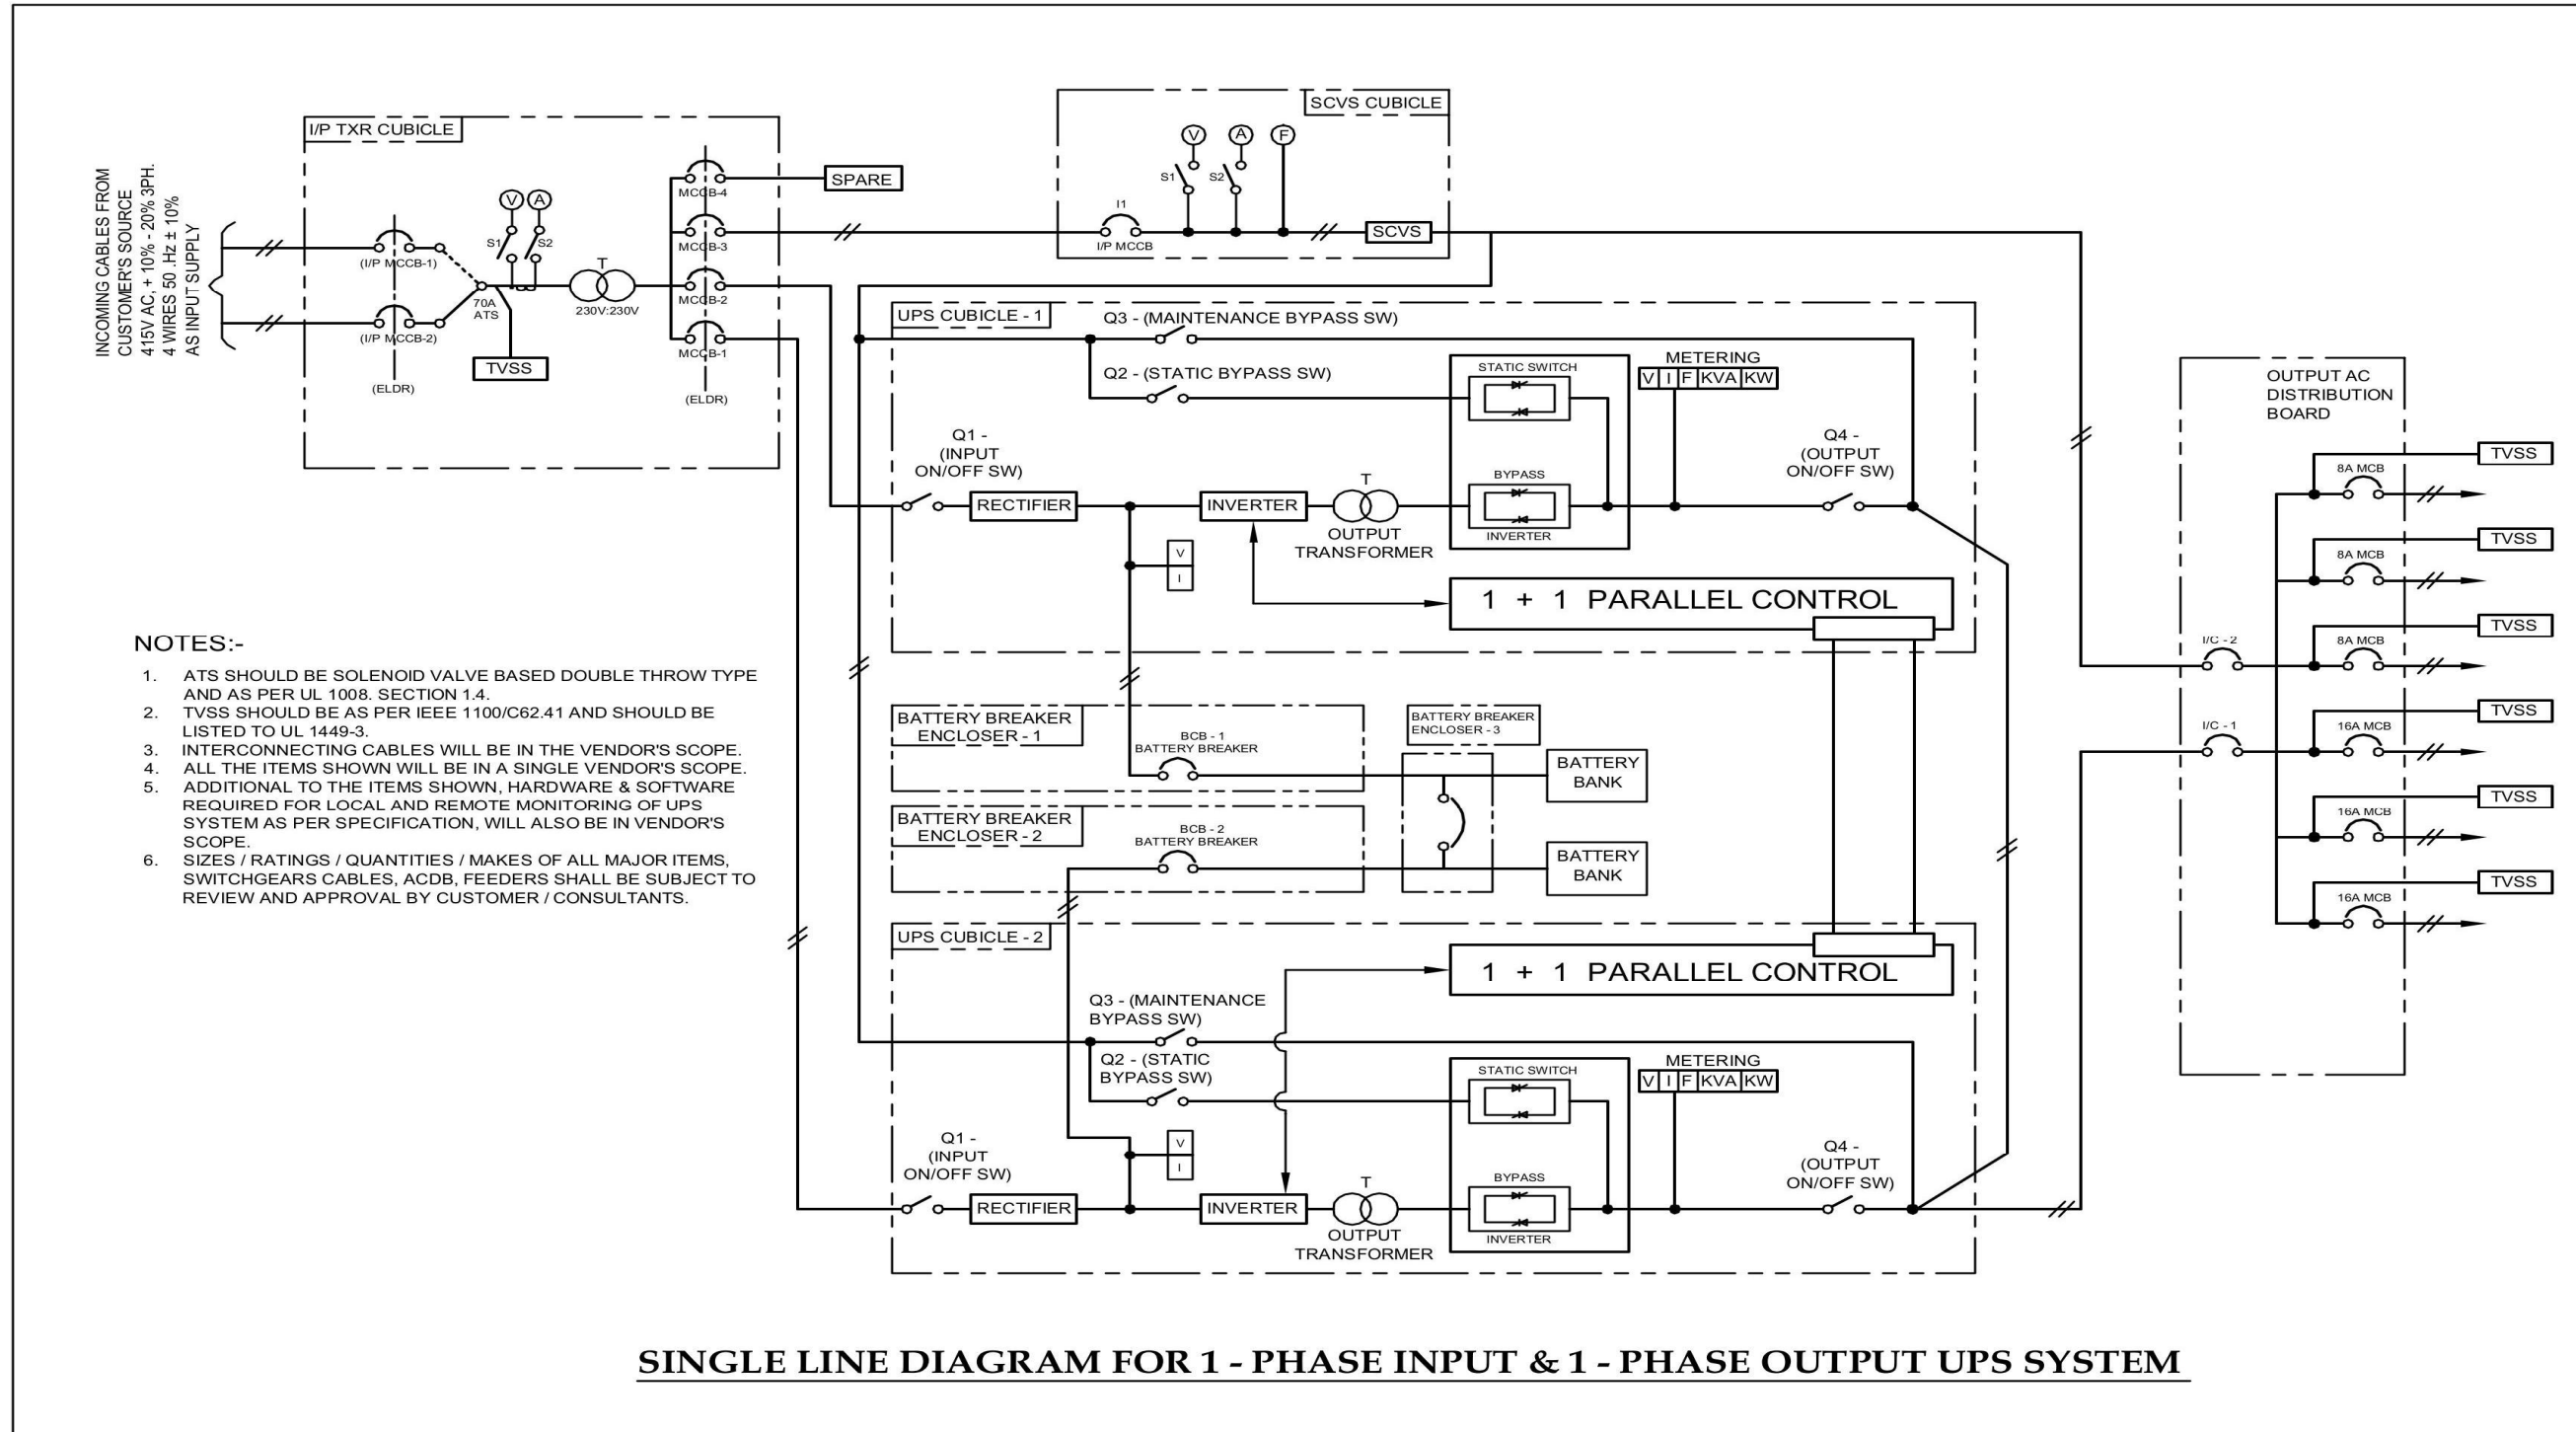 INCOMING CABLES FROM
CUSTOMER'S SOURCE
415V AC, + 10% - 20% 3PH.
4 WIRES 50 .Hz ± 10%
AS INPUT SUPPLY
I/P TXR CUBICLE
(I/P MCCB-1)
(I/P MCCB-2)
(ELDR)
V A
S1 S2
70A
ATS
TVSS
T
230V:230V
MCCB-4
MCCB-3
MCCB-2
MCCB-1
(ELDR)
SPARE
SCVS CUBICLE
V A F
S1 S2
I1
I/P MCCB
SCVS
UPS CUBICLE - 1
Q3 - (MAINTENANCE BYPASS SW)
Q2 - (STATIC BYPASS SW)
Q1 -
(INPUT
ON/OFF SW)
RECTIFIER
V
I
INVERTER
T
OUTPUT
TRANSFORMER
STATIC SWITCH
BYPASS
INVERTER
METERING
V I F KVA KW
Q4 -
(OUTPUT
ON/OFF SW)
1 + 1 PARALLEL CONTROL
BATTERY BREAKER
ENCLOSER - 1
BCB - 1
BATTERY BREAKER
BATTERY BREAKER
ENCLOSER - 3
BATTERY
BANK
BATTERY BREAKER
ENCLOSER - 2
BCB - 2
BATTERY BREAKER
BATTERY
BANK
UPS CUBICLE - 2
1 + 1 PARALLEL CONTROL
Q3 - (MAINTENANCE
BYPASS SW)
Q2 - (STATIC
BYPASS SW)
Q1 -
(INPUT
ON/OFF SW)
RECTIFIER
V
I
INVERTER
T
OUTPUT
TRANSFORMER
STATIC SWITCH
BYPASS
INVERTER
METERING
V I F KVA KW
Q4 -
(OUTPUT
ON/OFF SW)
OUTPUT AC
DISTRIBUTION
BOARD
I/C - 2
I/C - 1
8A MCB
TVSS
8A MCB
TVSS
8A MCB
TVSS
16A MCB
TVSS
16A MCB
TVSS
16A MCB
TVSS
NOTES:-
1. ATS SHOULD BE SOLENOID VALVE BASED DOUBLE THROW TYPE
AND AS PER UL 1008. SECTION 1.4.
2. TVSS SHOULD BE AS PER IEEE 1100/C62.41 AND SHOULD BE
LISTED TO UL 1449-3.
3. INTERCONNECTING CABLES WILL BE IN THE VENDOR'S SCOPE.
4. ALL THE ITEMS SHOWN WILL BE IN A SINGLE VENDOR'S SCOPE.
5. ADDITIONAL TO THE ITEMS SHOWN, HARDWARE & SOFTWARE
REQUIRED FOR LOCAL AND REMOTE MONITORING OF UPS
SYSTEM AS PER SPECIFICATION, WILL ALSO BE IN VENDOR'S
SCOPE.
6. SIZES / RATINGS / QUANTITIES / MAKES OF ALL MAJOR ITEMS,
SWITCHGEARS CABLES, ACDB, FEEDERS SHALL BE SUBJECT TO
REVIEW AND APPROVAL BY CUSTOMER / CONSULTANTS.
SINGLE LINE DIAGRAM FOR 1 - PHASE INPUT & 1 - PHASE OUTPUT UPS SYSTEM